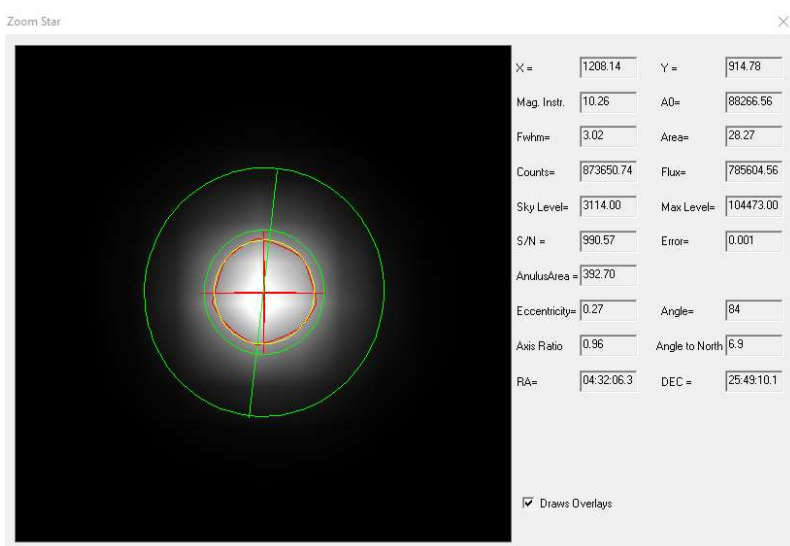 Zoom Star
X = 1208.14 Y = 914.78
Mag. Instr. 10.26 A0= 88266.56
Fwhm= 3.02 Area= 28.27
Counts= 873650.74 Flux= 785604.56
Sky Level= 3114.00 Max Level= 104473.00
S/N = 990.57 Error= 0.001
AnulusArea = 392.70
Eccentricity= 0.27 Angle= 84
Axis Ratio 0.96 Angle to North 6.9
RA= 04:32:06.3 DEC = 25:49:10.1
Draws Overlays